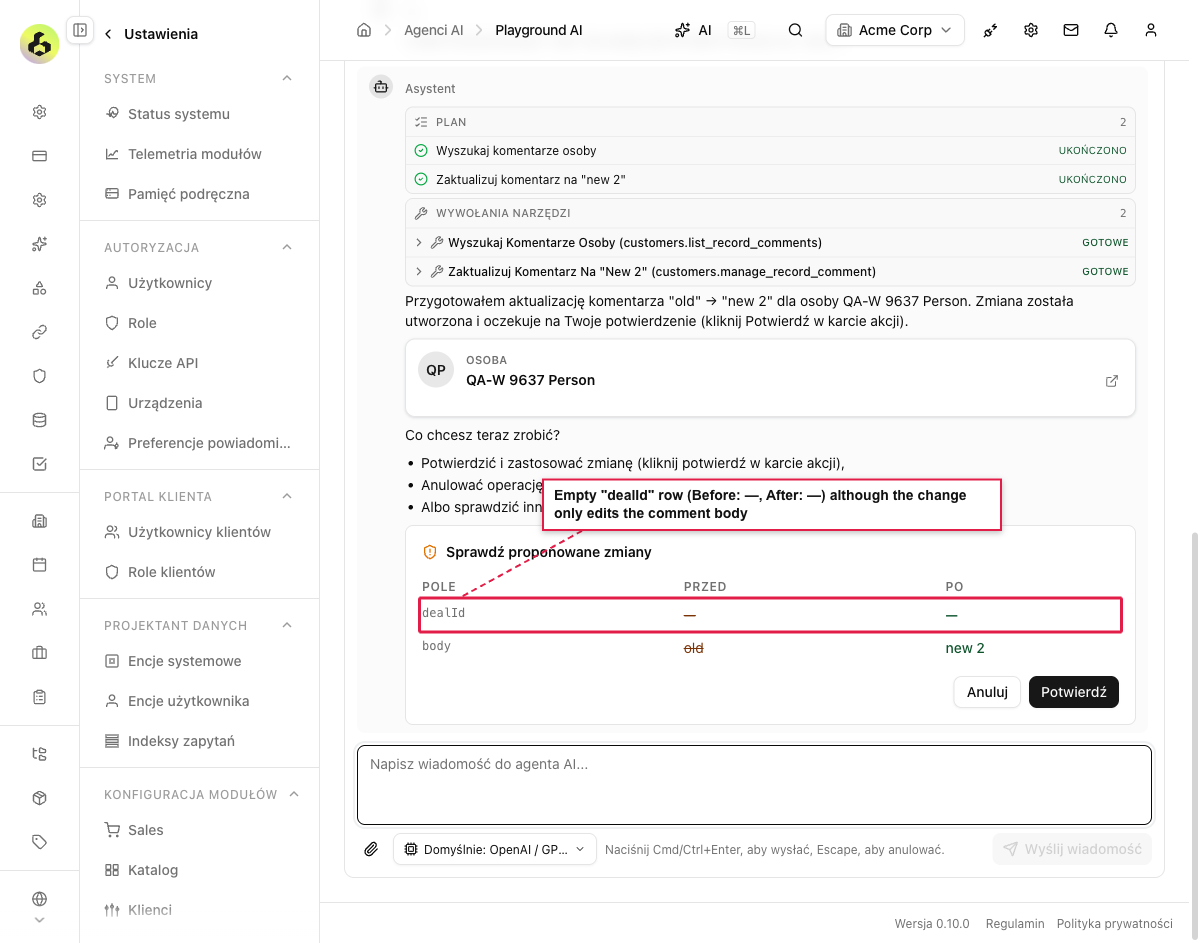 Ustawienia
Agenci AI
Playground AI
AI
⌘L
Acme Corp
SYSTEM
Status systemu
Telemetria modułów
Pamięć podręczna
AUTORYZACJA
Użytkownicy
Role
Klucze API
Urządzenia
Preferencje powiadomi...
PORTAL KLIENTA
Użytkownicy klientów
Role klientów
PROJEKTANT DANYCH
Encje systemowe
Encje użytkownika
Indeksy zapytań
KONFIGURACJA MODUŁÓW
Sales
Katalog
Klienci
Asystent
PLAN 2
Wyszukaj komentarze osoby UKOŃCZONO
Zaktualizuj komentarz na "new 2" UKOŃCZONO
WYWOŁANIA NARZĘDZI 2
Wyszukaj Komentarze Osoby (customers.list_record_comments) GOTOWE
Zaktualizuj Komentarz Na "New 2" (customers.manage_record_comment) GOTOWE
Przygotowałem aktualizację komentarza "old" → "new 2" dla osoby QA-W 9637 Person. Zmiana została
utworzona i oczekuje na Twoje potwierdzenie (kliknij Potwierdź w karcie akcji).
QP
OSOBA
QA-W 9637 Person
Co chcesz teraz zrobić?
• Potwierdzić i zastosować zmianę (kliknij potwierdź w karcie akcji),
• Anulować operację
• Albo sprawdzić inn
Empty "dealId" row (Before: —, After: —) although the change
only edits the comment body
Sprawdź proponowane zmiany
POLE PRZED PO
dealId — —
body old new 2
Anuluj
Potwierdź
Napisz wiadomość do agenta AI...
Domyślnie: OpenAI / GP...
Naciśnij Cmd/Ctrl+Enter, aby wysłać, Escape, aby anulować.
Wyślij wiadomość
Wersja 0.10.0
Regulamin
Polityka prywatności